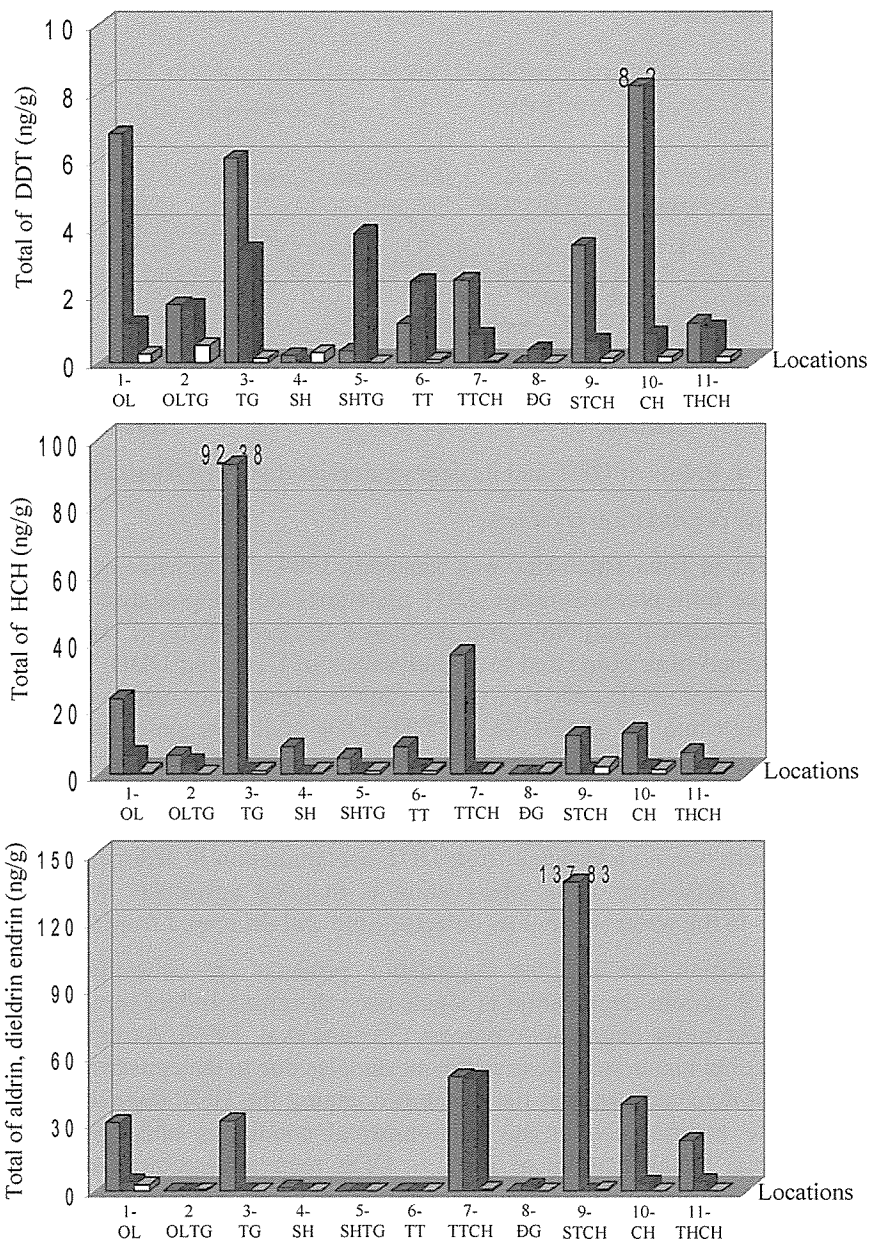 Total of DDT (ng/g)
10
8
6
4
2
0
8.2
1- 2 3- 4- 5- 6- 7- 8- 9- 10- 11-
OL OLTG TG SH SHTG TT TTCH ĐG STCH CH THCH
Locations
Total of HCH (ng/g)
100
80
60
40
20
0
92.38
1- 2 3- 4- 5- 6- 7- 8- 9- 10- 11-
OL OLTG TG SH SHTG TT TTCH ĐG STCH CH THCH
Locations
Total of aldrin, dieldrin endrin (ng/g)
150
120
90
60
30
0
137.83
1- 2 3- 4- 5- 6- 7- 8- 9- 10- 11-
OL OLTG TG SH SHTG TT TTCH ĐG STCH CH THCH
Locations